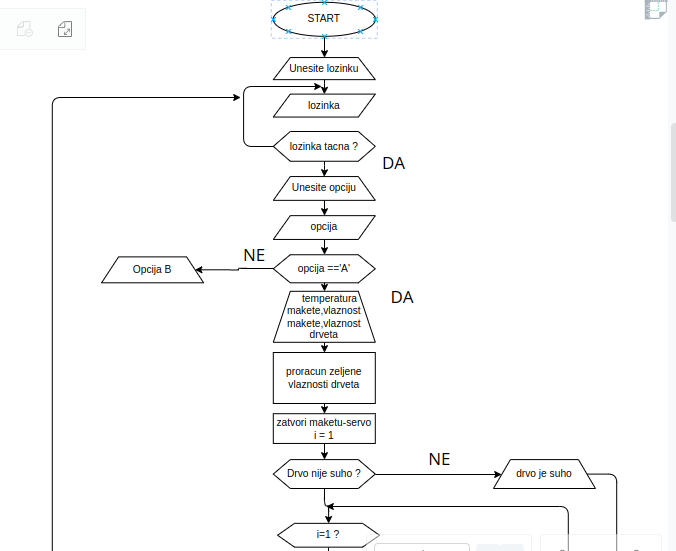 START
Unesite lozinku
lozinka
lozinka tacna ?
DA
Unesite opciju
opcija
NE
opcija =='A'
Opcija B
DA
temperatura
makete,vlaznost
makete,vlaznost
drveta
proracun zeljene
vlaznosti drveta
zatvori maketu-servo
i = 1
NE
Drvo nije suho ?
drvo je suho
i=1 ?